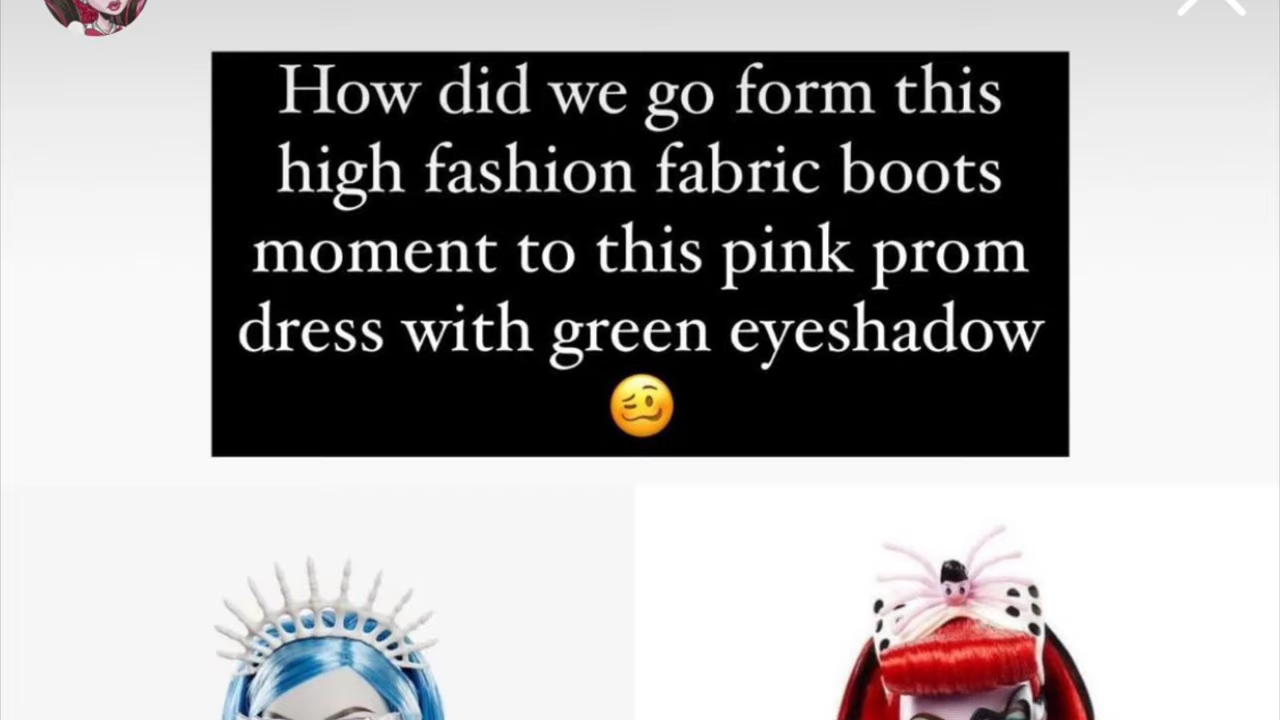 How did we go form this
high fashion fabric boots
moment to this pink prom
dress with green eyeshadow
🥴